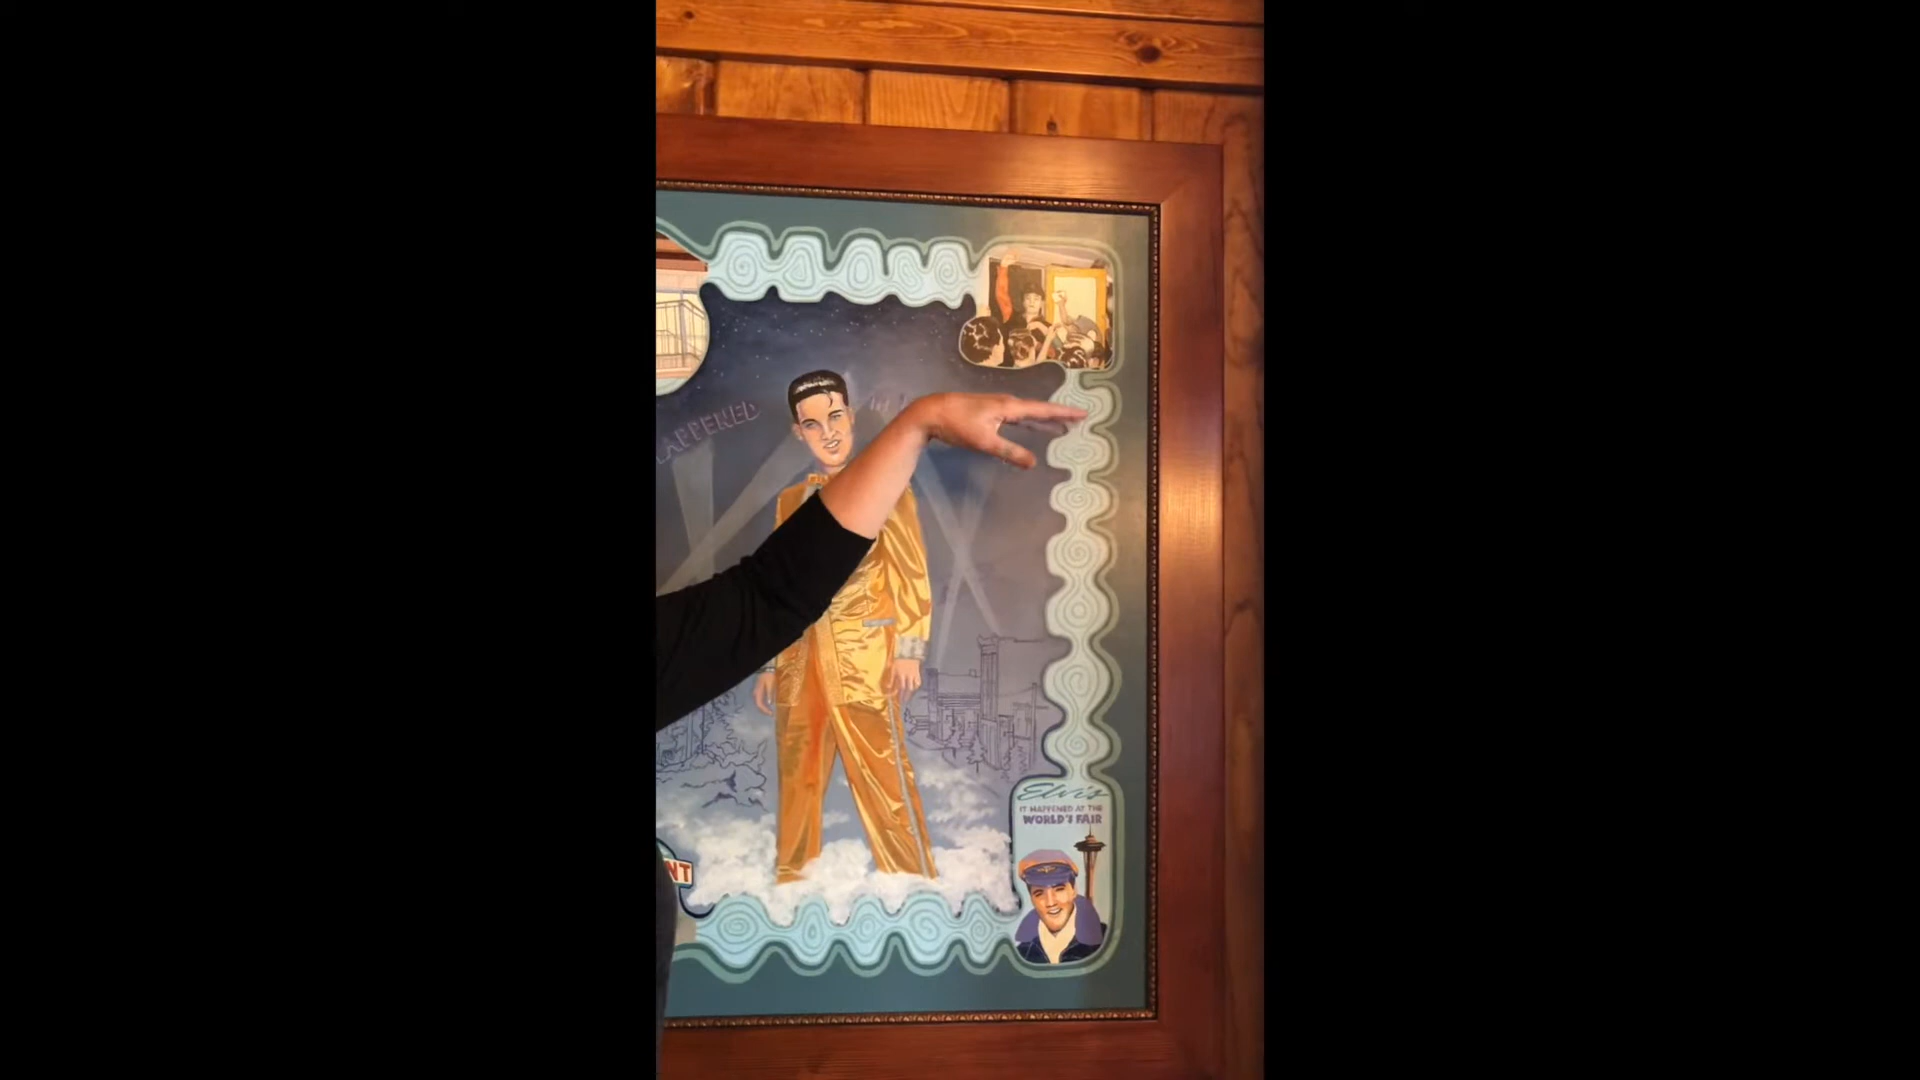 APPENED
NT
Elvis
IT HAPPENED AT THE
WORLD'S FAIR